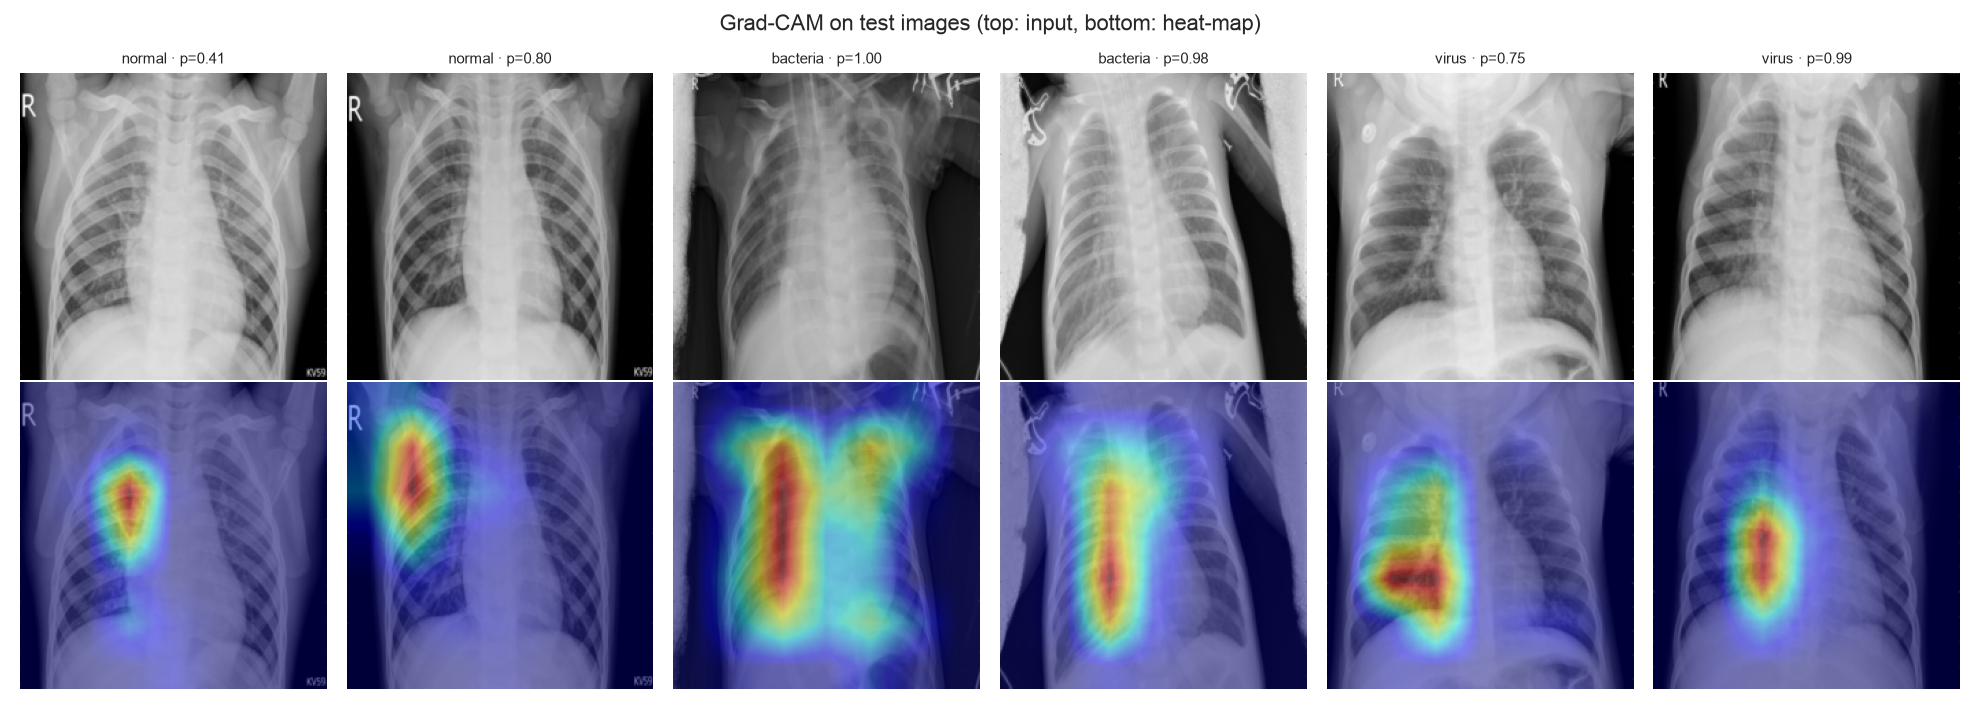 Grad-CAM on test images (top: input, bottom: heat-map)
normal · p=0.41
normal · p=0.80
bacteria · p=1.00
bacteria · p=0.98
virus · p=0.75
virus · p=0.99
R
R
R
R
R
KV59
KV59
R
R
R
R
R
KV59
KV59